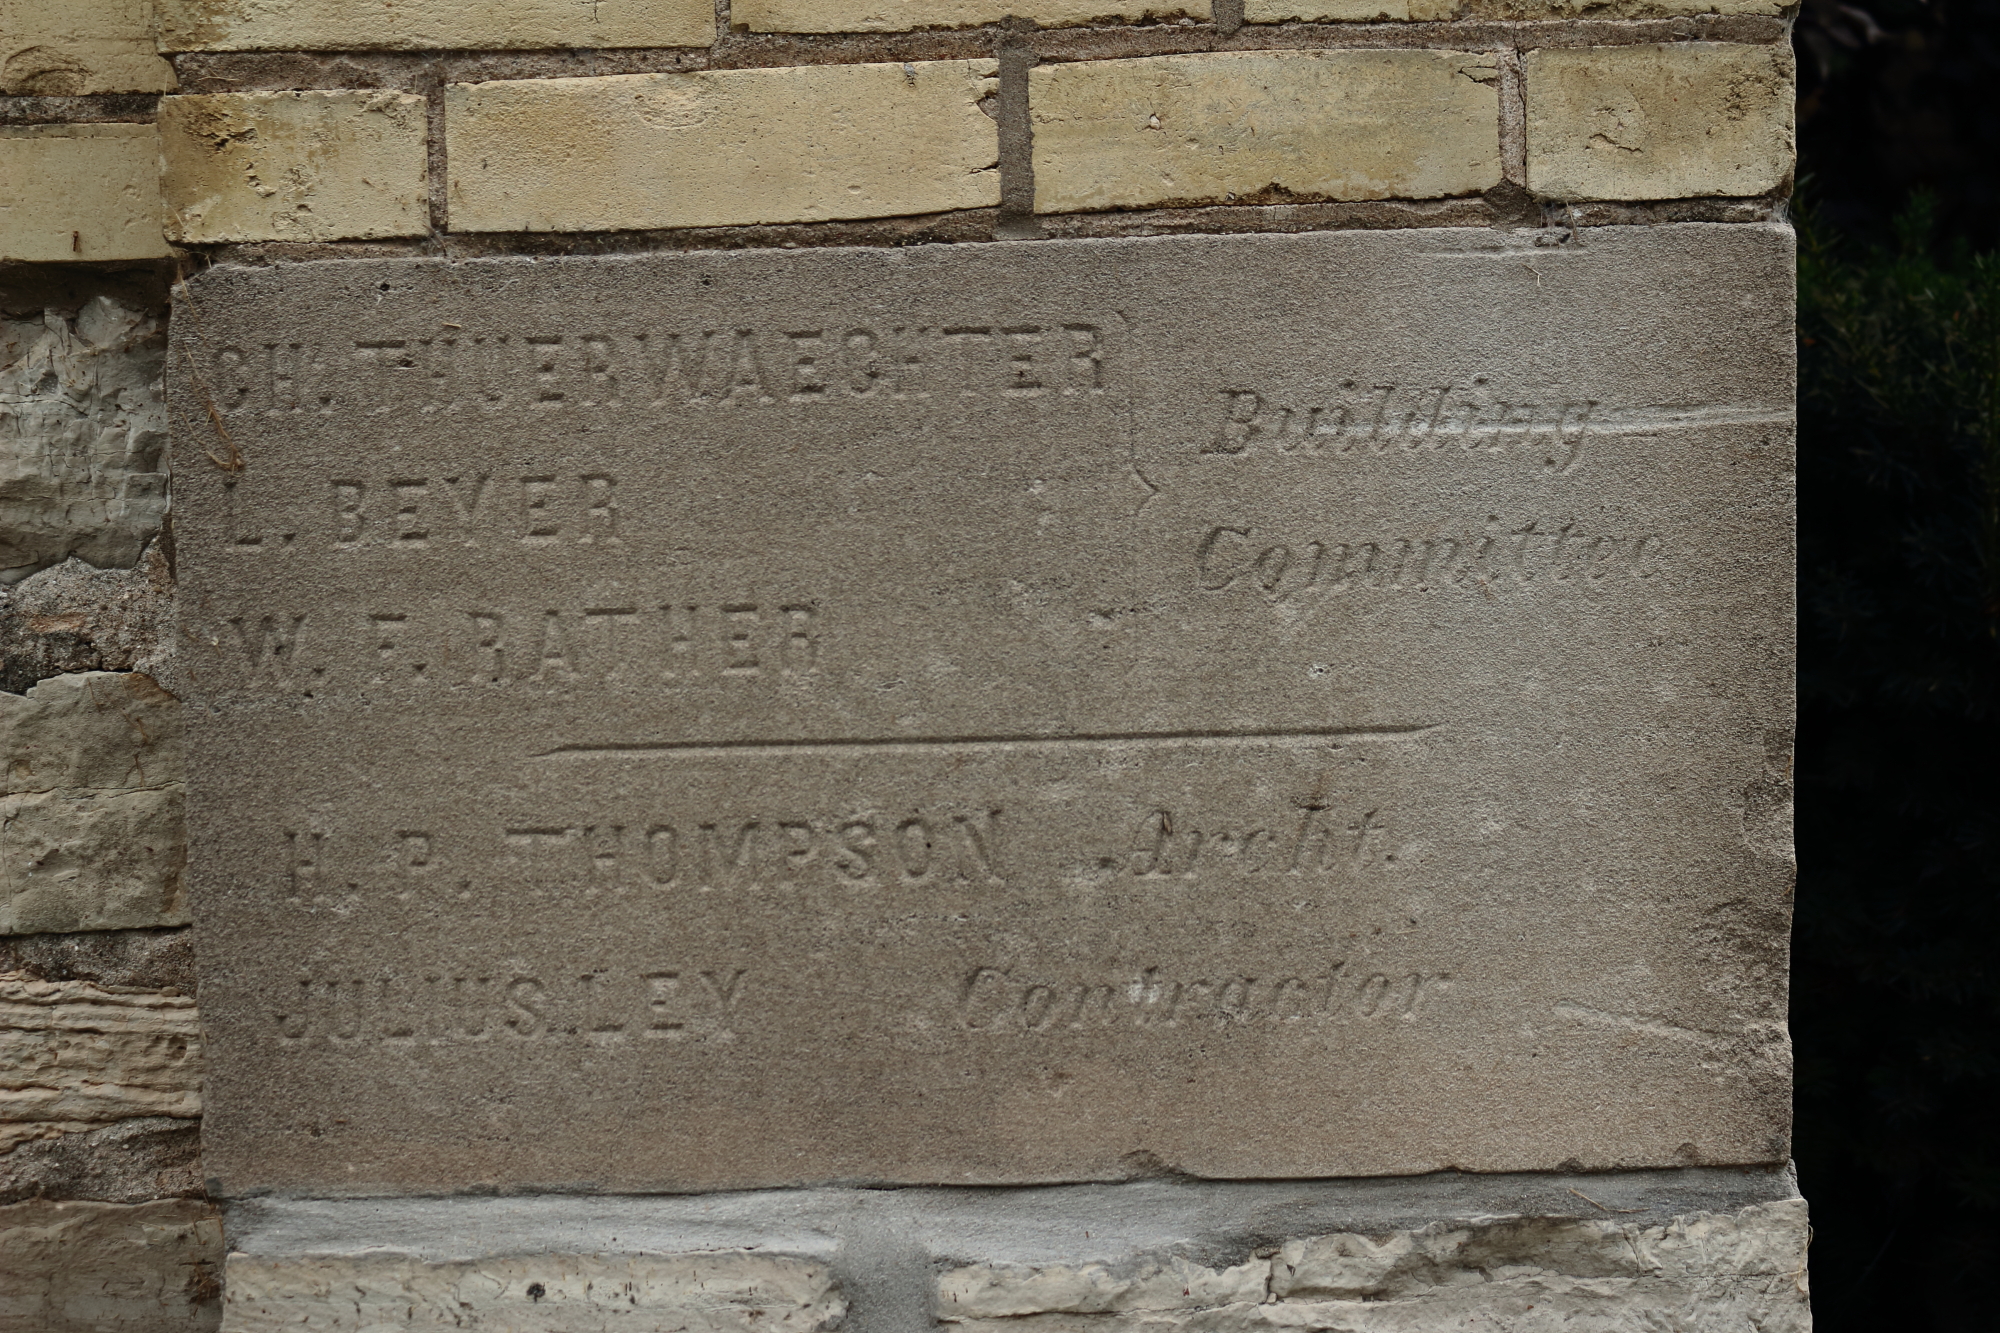 CH. THUERWAECHTER
L. BEYER
W. F. RATHER
Building
Committee
H. P. THOMPSON Archt.
JULIUS LEY Contractor